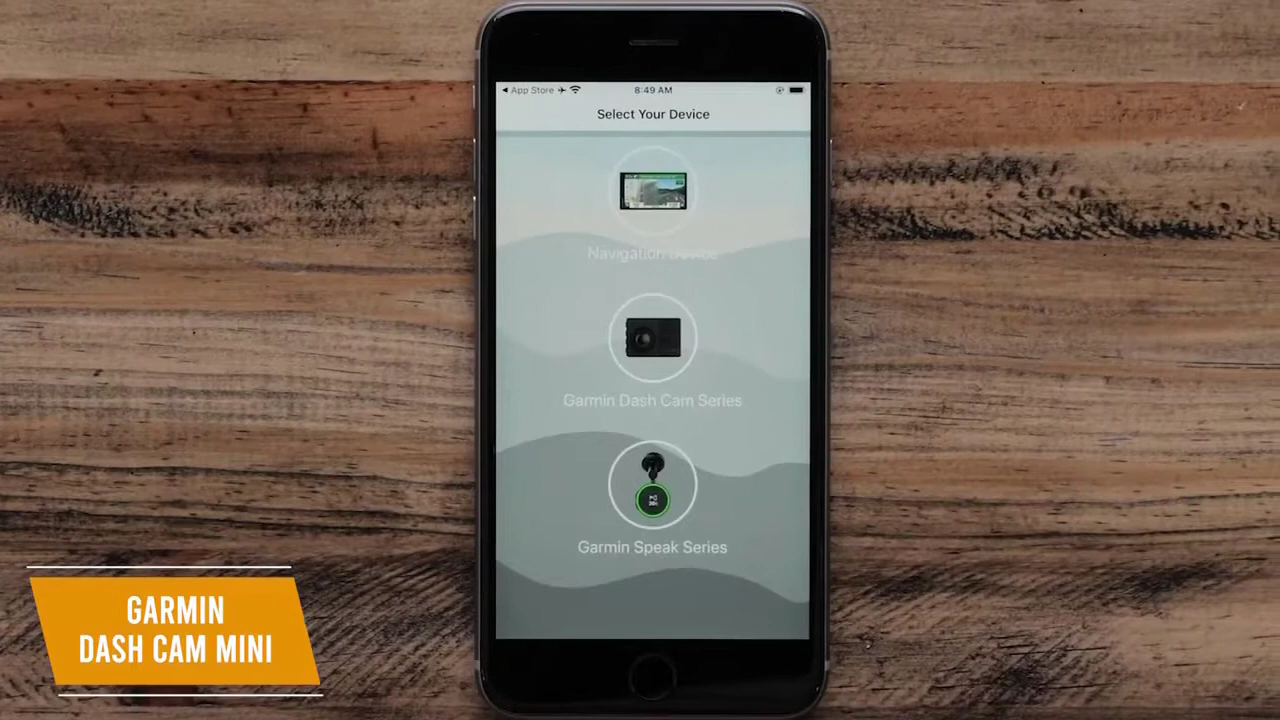 App Store
8:49 AM
Select Your Device
Navigation Device
Garmin Dash Cam Series
Garmin Speak Series
GARMIN
DASH CAM MINI